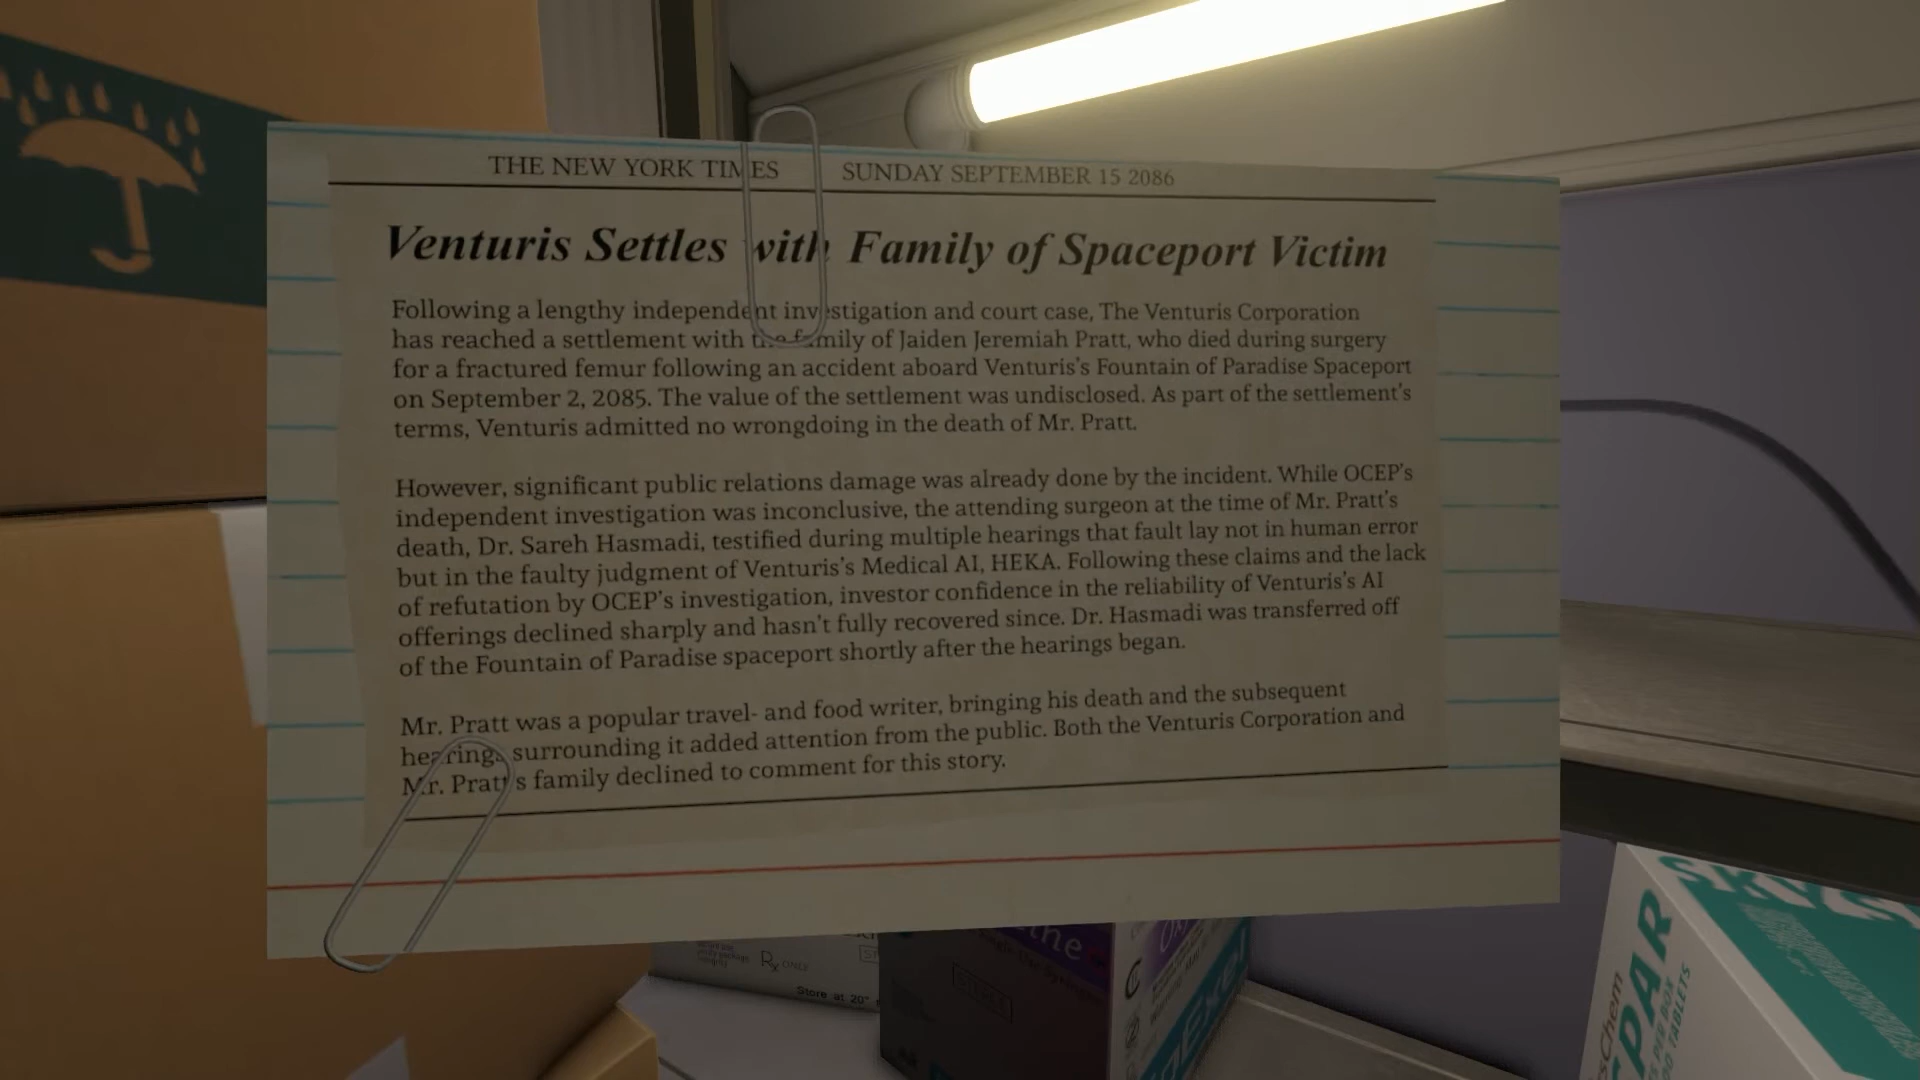 THE NEW YORK TIMES SUNDAY SEPTEMBER 15 2086
Venturis Settles with Family of Spaceport Victim
Following a lengthy independent investigation and court case, The Venturis Corporation
has reached a settlement with the family of Jaiden Jeremiah Pratt, who died during surgery
for a fractured femur following an accident aboard Venturis's Fountain of Paradise Spaceport
on September 2, 2085. The value of the settlement was undisclosed. As part of the settlement's
terms, Venturis admitted no wrongdoing in the death of Mr. Pratt.
However, significant public relations damage was already done by the incident. While OCEP's
independent investigation was inconclusive, the attending surgeon at the time of Mr. Pratt's
death, Dr. Sareh Hasmadi, testified during multiple hearings that fault lay not in human error
but in the faulty judgment of Venturis's Medical AI, HEKA. Following these claims and the lack
of refutation by OCEP's investigation, investor confidence in the reliability of Venturis's AI
offerings declined sharply and hasn't fully recovered since. Dr. Hasmadi was transferred off
of the Fountain of Paradise spaceport shortly after the hearings began.
Mr. Pratt was a popular travel- and food writer, bringing his death and the subsequent
hearings surrounding it added attention from the public. Both the Venturis Corporation and
Mr. Pratt's family declined to comment for this story.
Rx ONLY
Store at 20°
STERILE
PER BOX
TABLETS